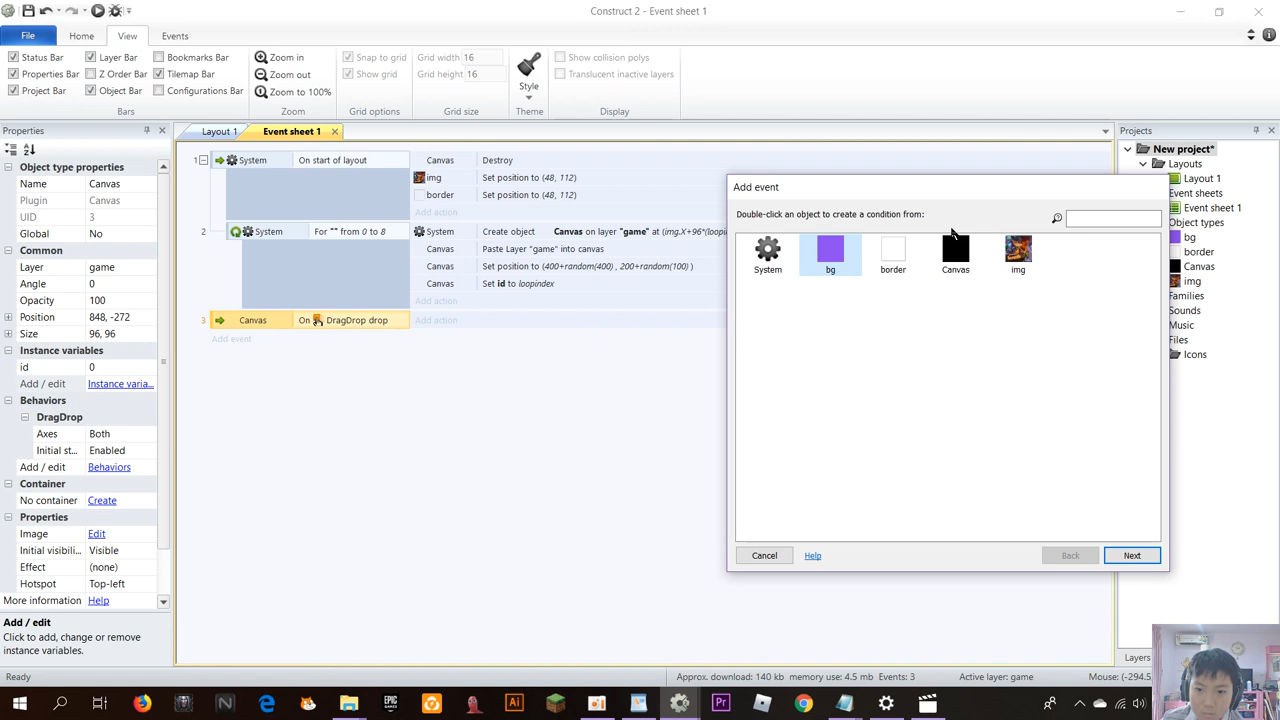 Construct 2 - Event sheet 1
File Home View Events
Status Bar Layer Bar Bookmarks Bar
Properties Bar Z Order Bar Tilemap Bar
Project Bar Object Bar Configurations Bar
Bars
Zoom in
Zoom out
Zoom to 100%
Zoom
Snap to grid
Show grid
Grid options
Grid width 16
Grid height 16
Grid size
Style
Theme
Show collision polys
Translucent inactive layers
Display
Properties
Object type properties
Name Canvas
Plugin Canvas
UID 3
Global No
Common
Layer game
Angle 0
Opacity 100
Position 848, -272
Size 96, 96
Instance variables
id 0
Add / edit Instance varia...
Behaviors
DragDrop
Axes Both
Initial st... Enabled
Add / edit Behaviors
Container
No container Create
Properties
Image Edit
Initial visibili... Visible
Effect (none)
Hotspot Top-left
More information Help
Add / edit
Click to add, change or remove
instance variables.
Layout 1 Event sheet 1
1 System On start of layout Canvas Destroy
img Set position to (48, 112)
border Set position to (48, 112)
Add action
2 System For "" from 0 to 8 System Create object Canvas on layer "game" at (img.X+96*(loopin
Canvas Paste Layer "game" into canvas
Canvas Set position to (400+random(400) , 200+random(100) )
Canvas Set id to loopindex
Add action
3 Canvas On DragDrop drop Add action
Add event
Add event
Double-click an object to create a condition from:
System bg border Canvas img
Cancel Help Back Next
Projects
New project*
Layouts
Layout 1
Event sheets
Event sheet 1
Object types
bg
border
Canvas
img
Families
Sounds
Music
Files
Icons
Layers
Ready Approx. download: 140 kb memory use: 4.5 mb Events: 3 Active layer: game Mouse: (-294.5